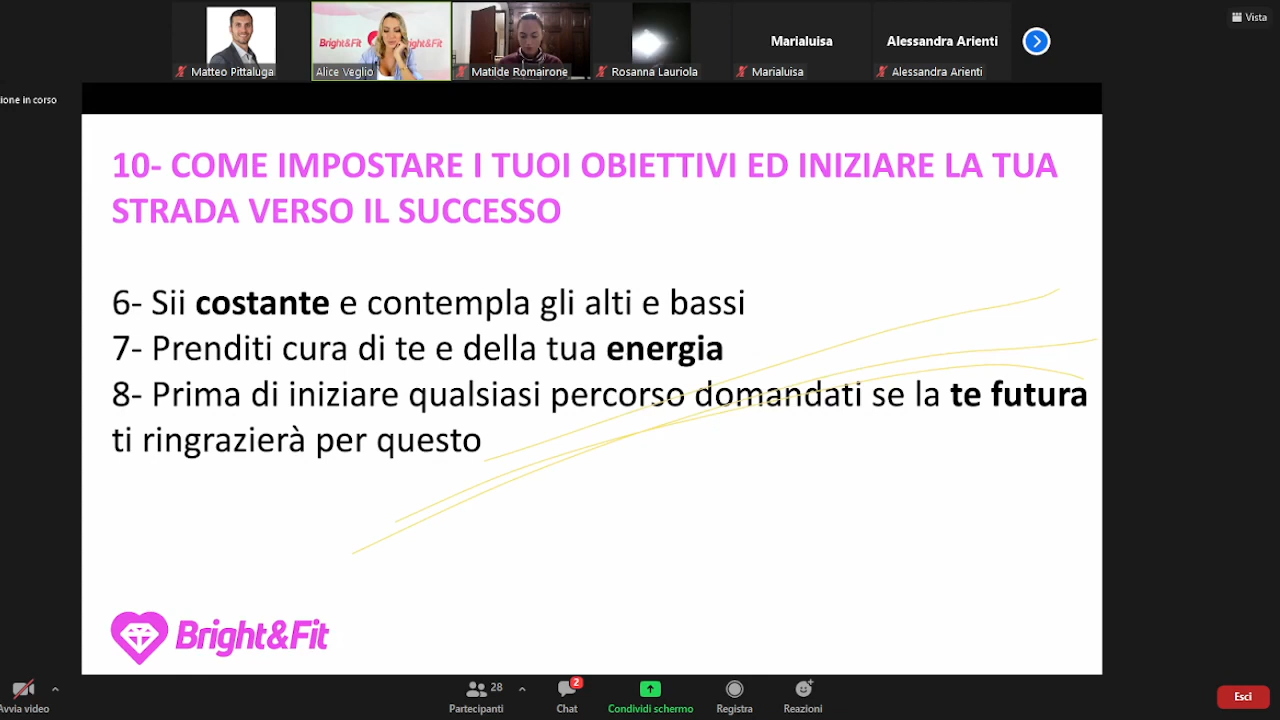 Vista
Bright&Fit
Matteo Pittaluga
Alice Veglio
Matilde Romairone
Rosanna Lauriola
Marialuisa
Marialuisa
Alessandra Arienti
Alessandra Arienti
ione in corso
10- COME IMPOSTARE I TUOI OBIETTIVI ED INIZIARE LA TUA
STRADA VERSO IL SUCCESSO
6- Sii costante e contempla gli alti e bassi
7- Prenditi cura di te e della tua energia
8- Prima di iniziare qualsiasi percorso domandati se la te futura
ti ringrazierà per questo
Bright&Fit
Avvia video
28
Partecipanti
2
Chat
Condividi schermo
Registra
Reazioni
Esci